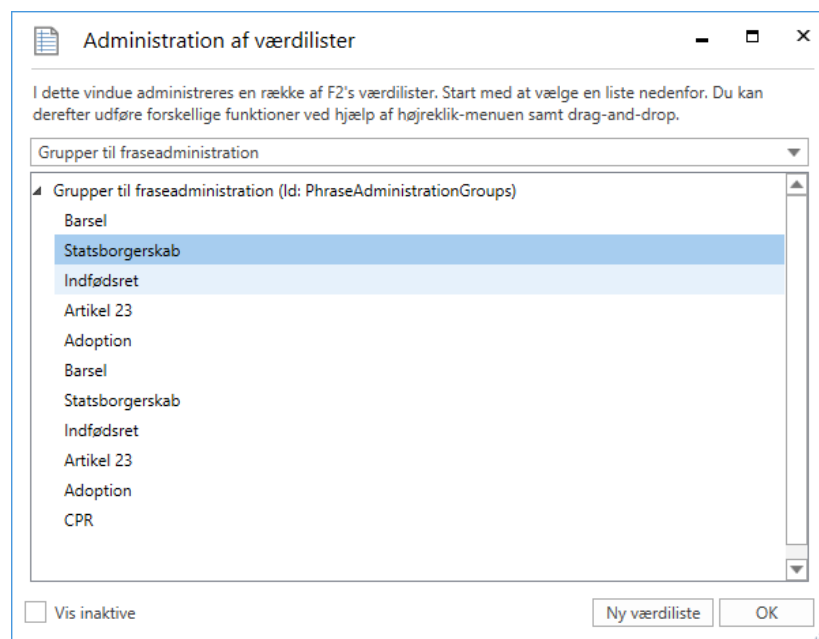 Administration af værdilister
I dette vindue administreres en række af F2's værdilister. Start med at vælge en liste nedenfor. Du kan
derefter udføre forskellige funktioner ved hjælp af højreklik-menuen samt drag-and-drop.
Grupper til fraseadministration
Grupper til fraseadministration (Id: PhraseAdministrationGroups)
Barsel
Statsborgerskab
Indfødsret
Artikel 23
Adoption
Barsel
Statsborgerskab
Indfødsret
Artikel 23
Adoption
CPR
Vis inaktive
Ny værdiliste
OK